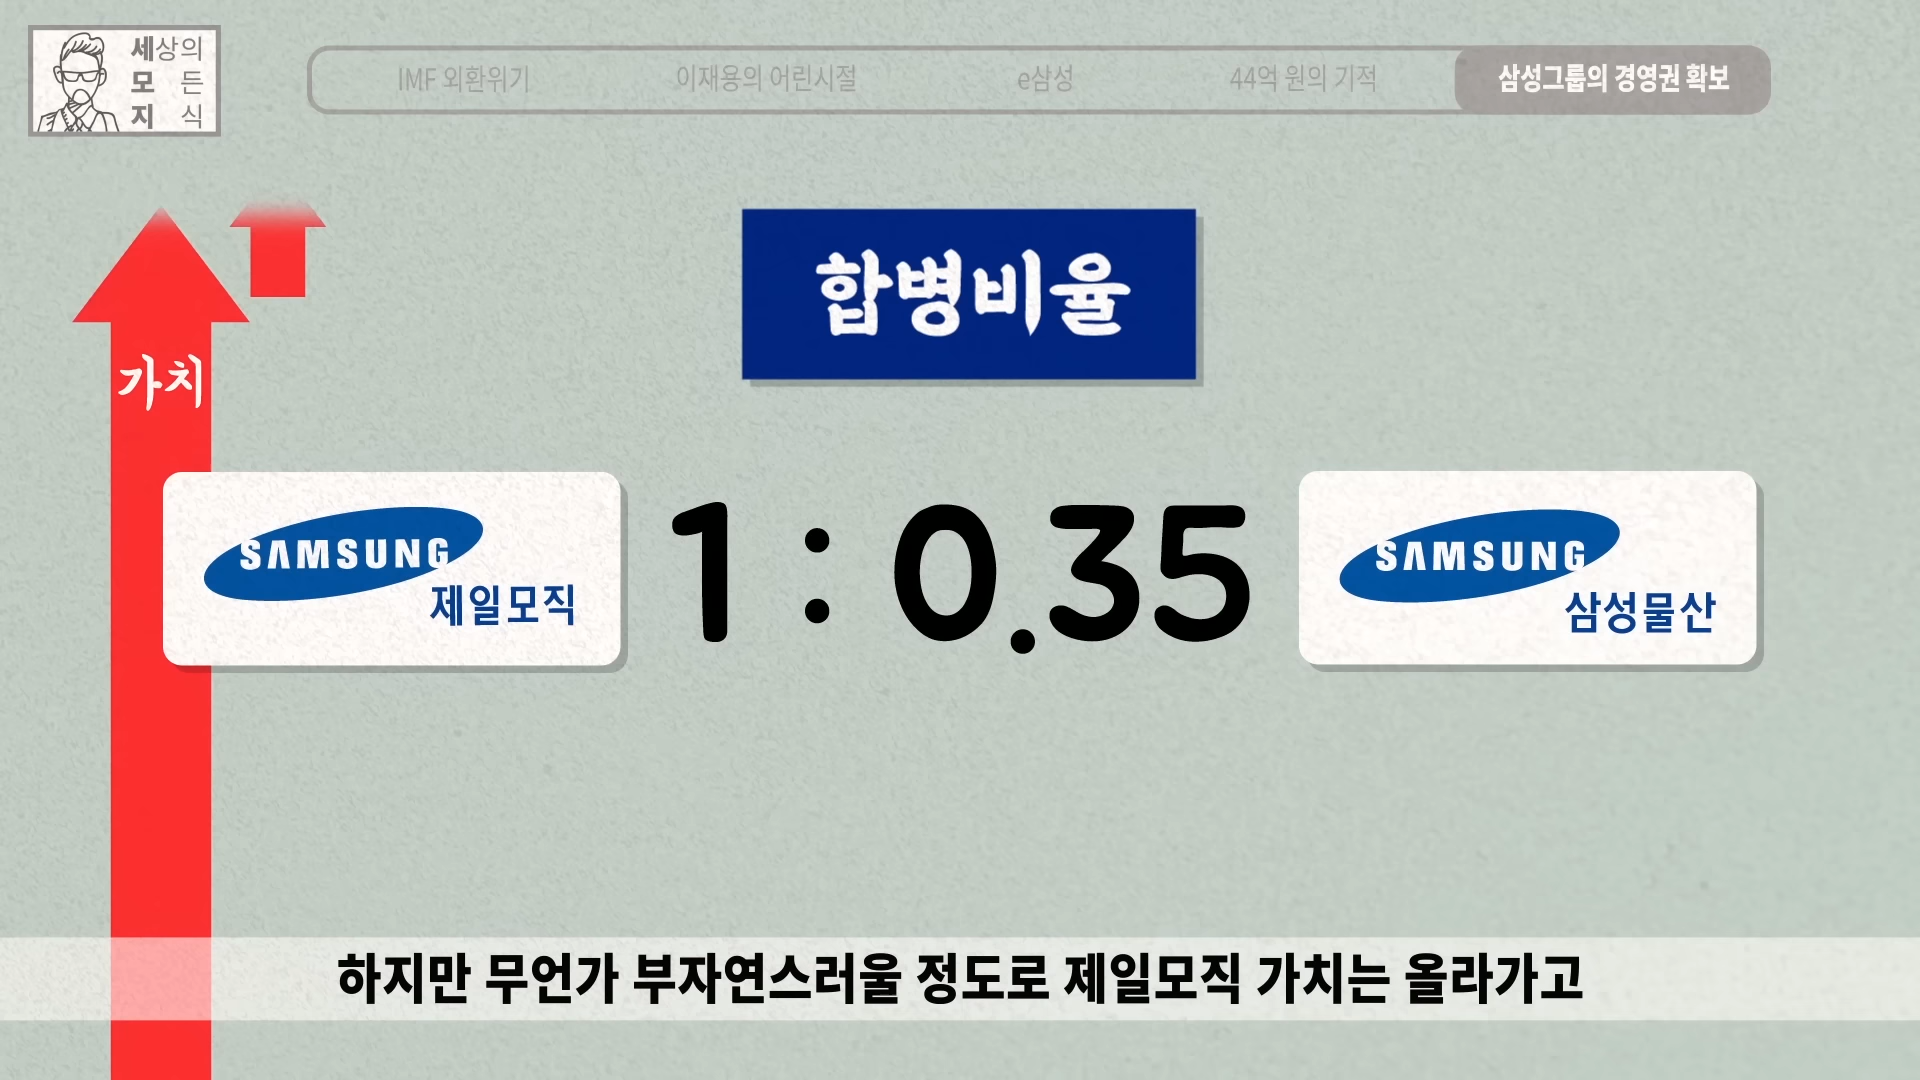 세상의
모든
지식
IMF 외환위기
이재용의 어린시절
e삼성
44억 원의 기적
삼성그룹의 경영권 확보
합병비율
가치
SAMSUNG
제일모직
1 : 0.35
SAMSUNG
삼성물산
하지만 무언가 부자연스러울 정도로 제일모직 가치는 올라가고